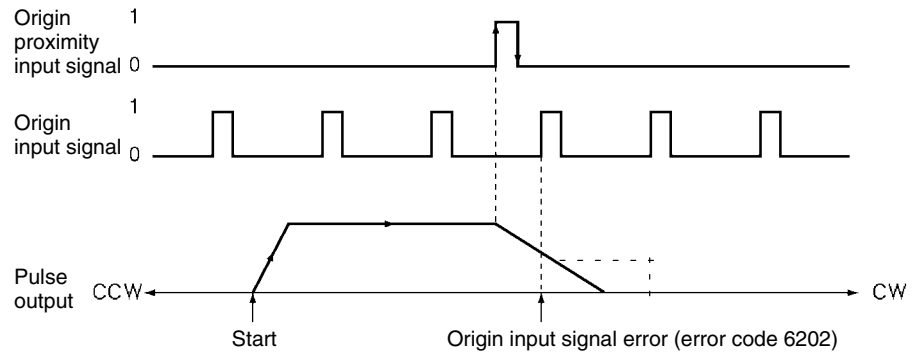 Origin
proximity
input signal
1
0
Origin
input signal
1
0
Pulse
output
CCW
CW
Start
Origin input signal error (error code 6202)